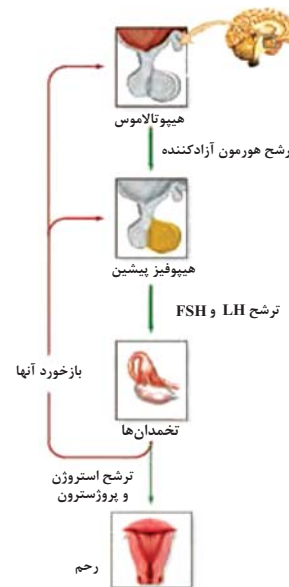 هیپوتالاموس
ترشح هورمون آزادکننده
هیپوفیز پیشین
ترشح LH و FSH
تخمدان‌ها
بازخورد آنها
ترشح استروژن
و پروژسترون
رحم